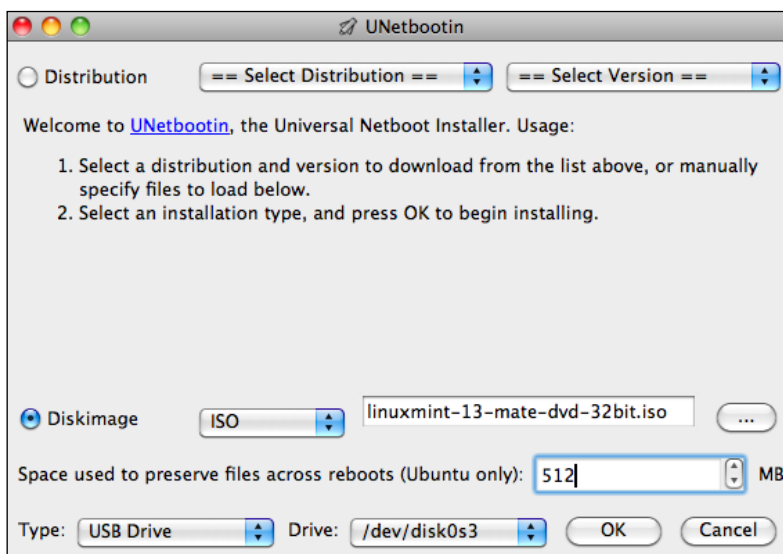 UNetbootin
Distribution == Select Distribution == == Select Version ==
Welcome to UNetbootin, the Universal Netboot Installer. Usage:
1. Select a distribution and version to download from the list above, or manually
specify files to load below.
2. Select an installation type, and press OK to begin installing.
Diskimage ISO linuxmint-13-mate-dvd-32bit.iso ...
Space used to preserve files across reboots (Ubuntu only): 512 MB
Type: USB Drive Drive: /dev/disk0s3 OK Cancel